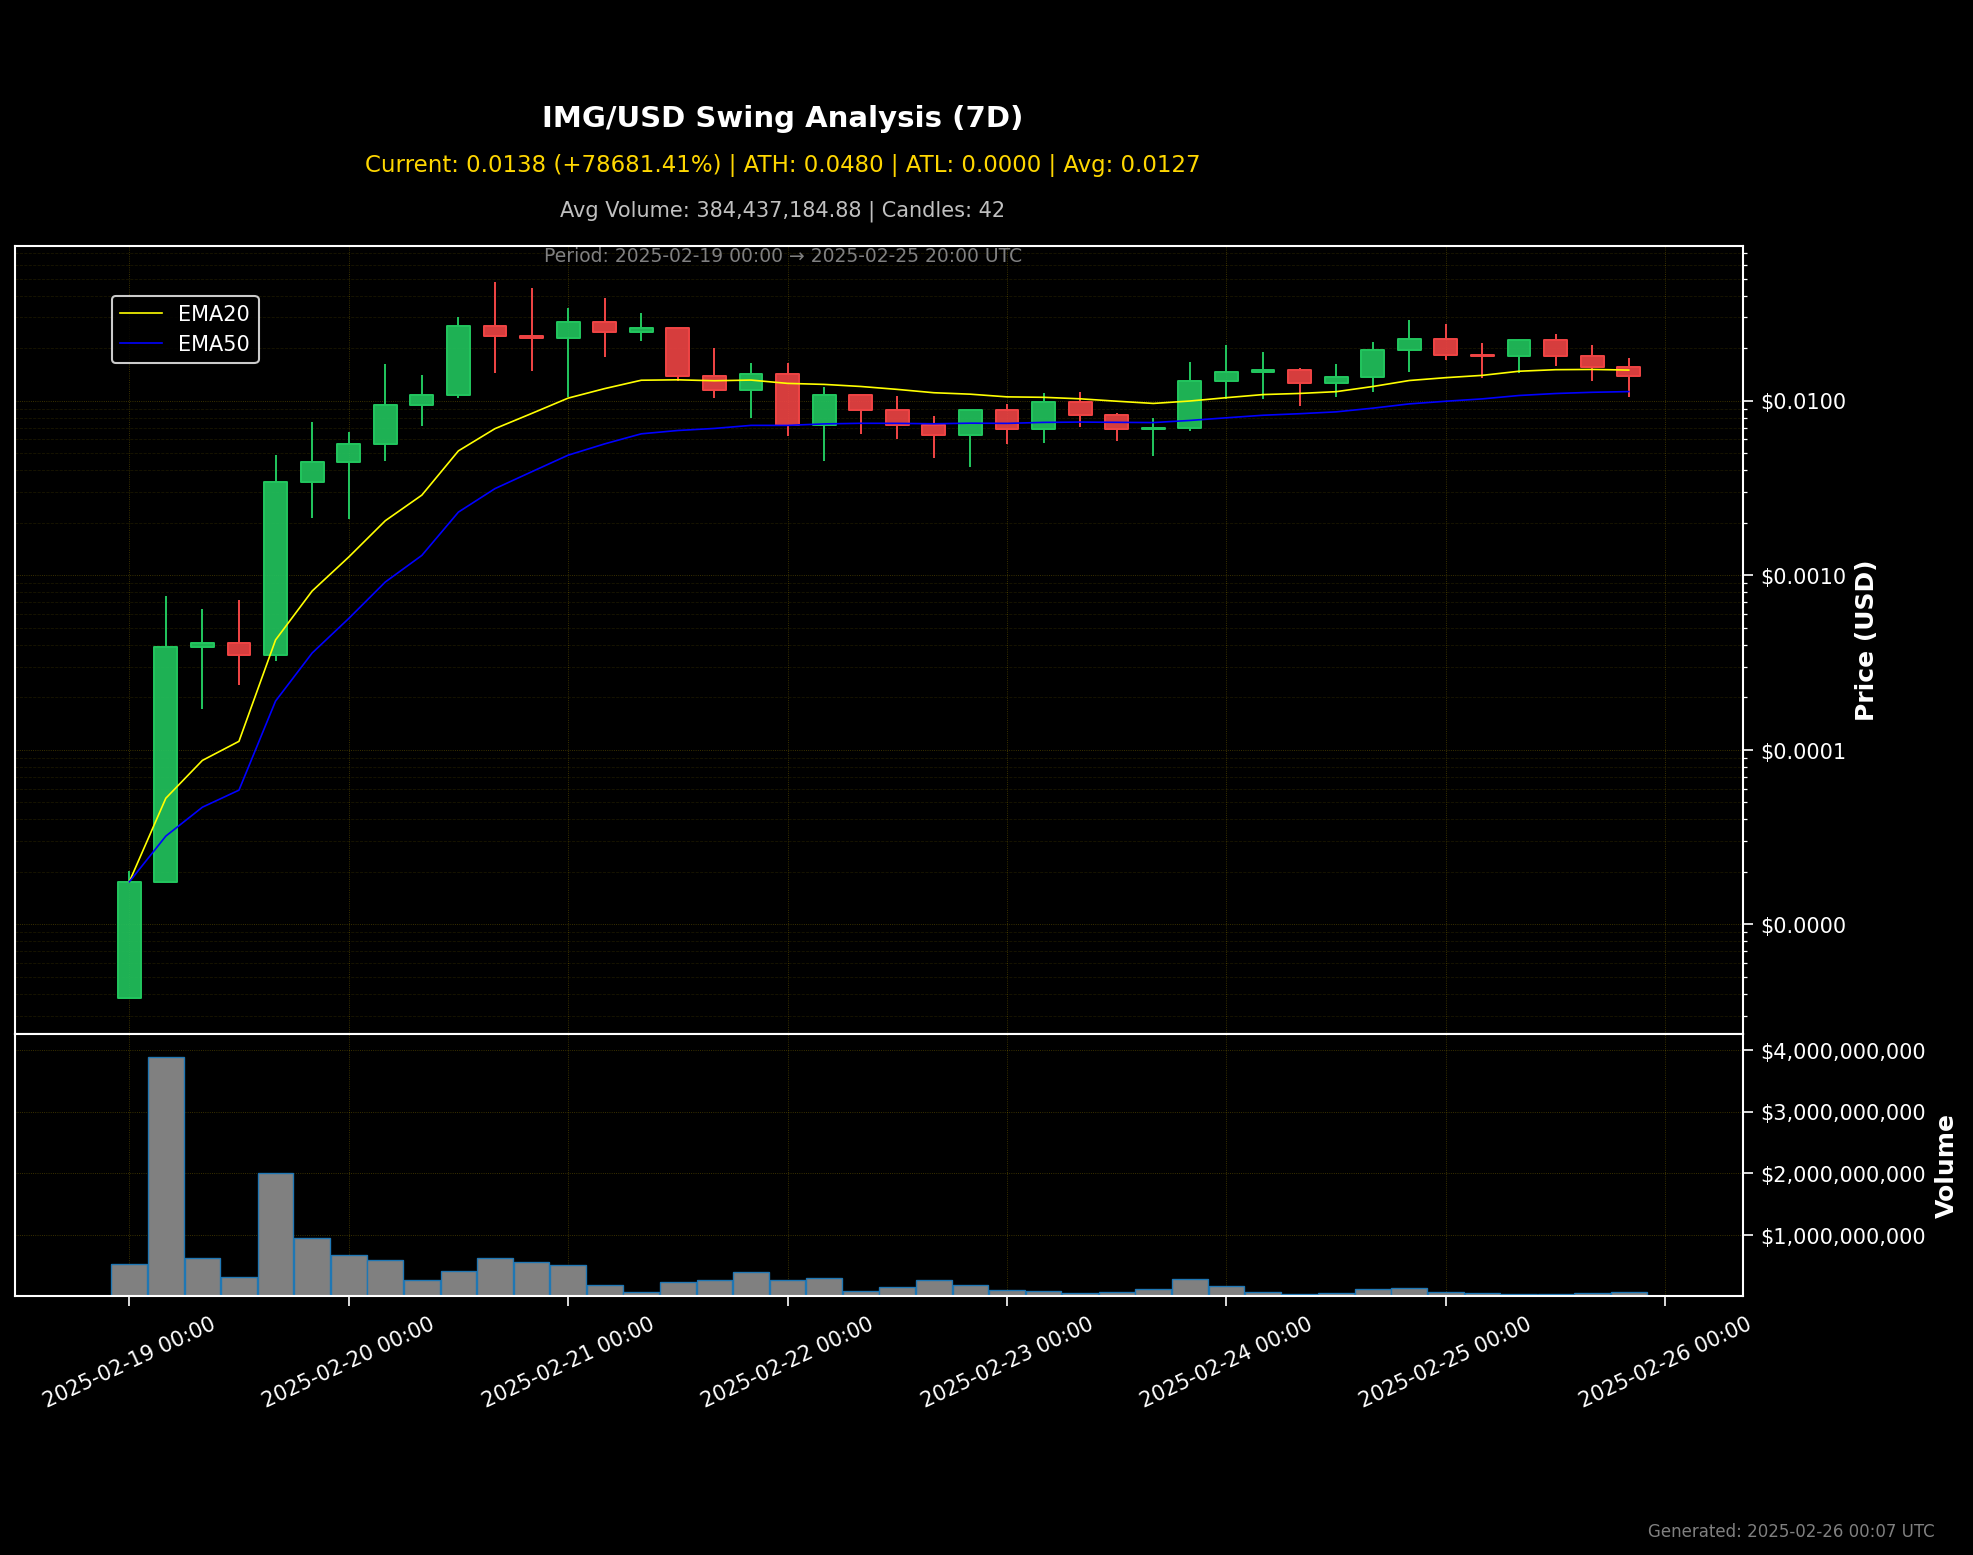 IMG/USD Swing Analysis (7D)
Current: 0.0138 (+78681.41%) | ATH: 0.0480 | ATL: 0.0000 | Avg: 0.0127
Avg Volume: 384,437,184.88 | Candles: 42
Period: 2025-02-19 00:00 → 2025-02-25 20:00 UTC
EMA20
EMA50
$0.0100
$0.0010
$0.0001
$0.0000
Price (USD)
$4,000,000,000
$3,000,000,000
$2,000,000,000
$1,000,000,000
Volume
2025-02-19 00:00
2025-02-20 00:00
2025-02-21 00:00
2025-02-22 00:00
2025-02-23 00:00
2025-02-24 00:00
2025-02-25 00:00
2025-02-26 00:00
Generated: 2025-02-26 00:07 UTC